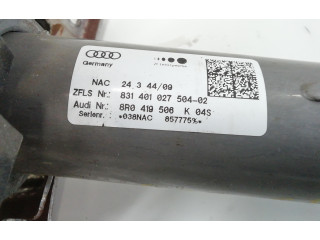 Germany
NAC 24.3 44/09
ZFLS Nr.: 831 401 027 504-02
Audi Nr.: 8R0 419 506 K 04S
Serienr.: *038NAC 857775%*